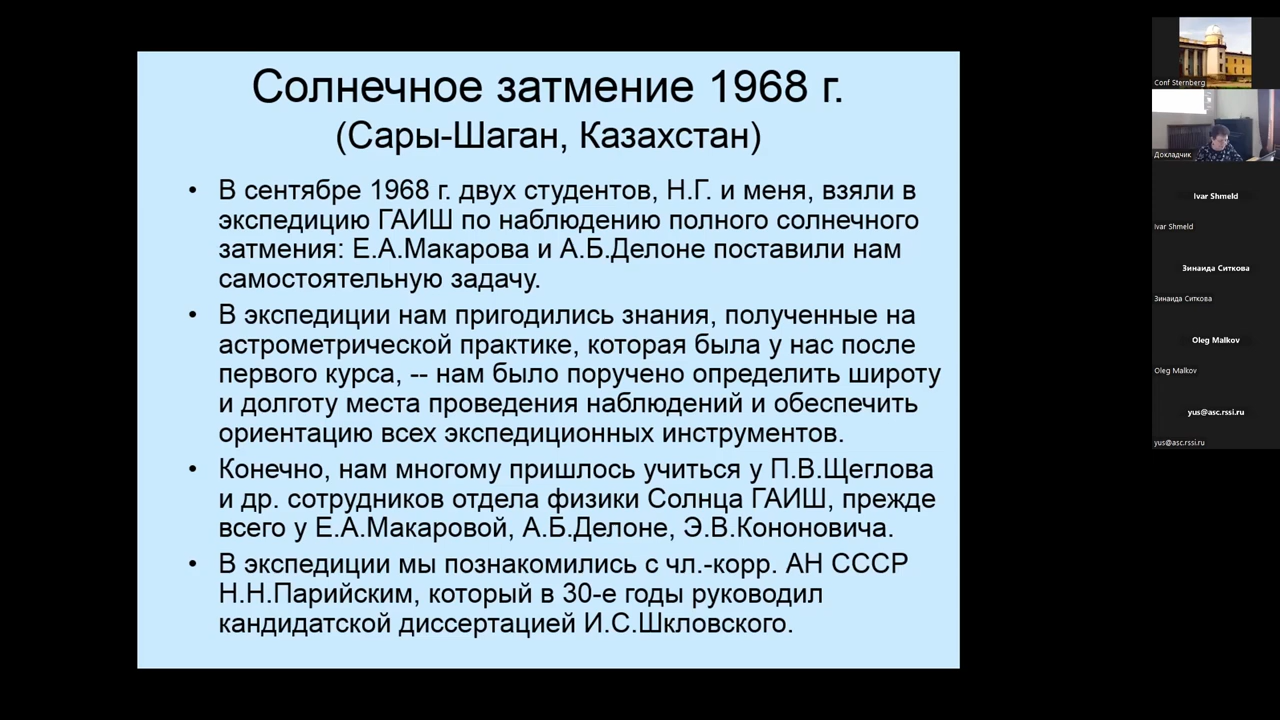 Солнечное затмение 1968 г.
(Сары-Шаган, Казахстан)
• В сентябре 1968 г. двух студентов, Н.Г. и меня, взяли в
экспедицию ГАИШ по наблюдению полного солнечного
затмения: Е.А.Макарова и А.Б.Делоне поставили нам
самостоятельную задачу.
• В экспедиции нам пригодились знания, полученные на
астрометрической практике, которая была у нас после
первого курса, -- нам было поручено определить широту
и долготу места проведения наблюдений и обеспечить
ориентацию всех экспедиционных инструментов.
• Конечно, нам многому пришлось учиться у П.В.Щеглова
и др. сотрудников отдела физики Солнца ГАИШ, прежде
всего у Е.А.Макаровой, А.Б.Делоне, Э.В.Кононовича.
• В экспедиции мы познакомились с чл.-корр. АН СССР
Н.Н.Парийским, который в 30-е годы руководил
кандидатской диссертацией И.С.Шкловского.
Conf Sternberg
Докладчик
Ivar Shmeld
Ivar Shmeld
Зинаида Ситкова
Зинаида Ситкова
Oleg Malkov
Oleg Malkov
yus@asc.rssi.ru
yus@asc.rssi.ru